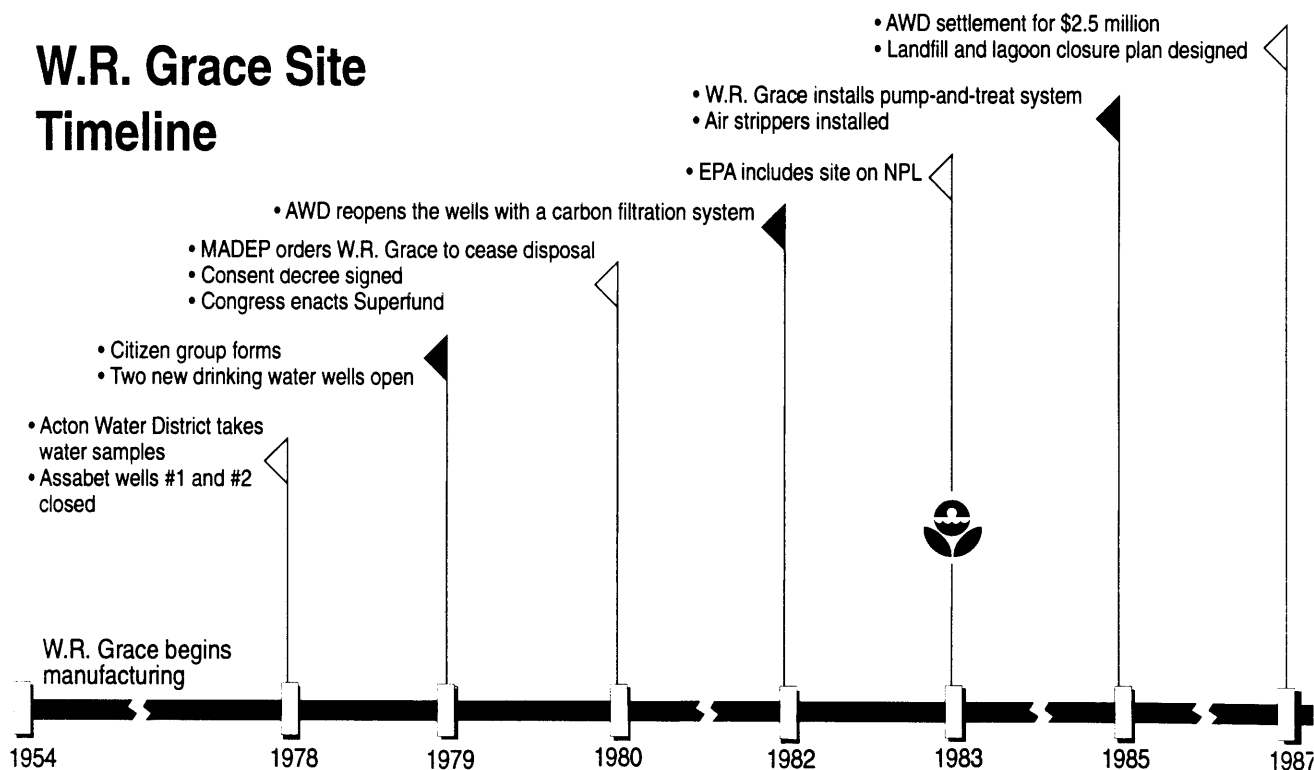 W.R. Grace Site
Timeline
• AWD settlement for $2.5 million
• Landfill and lagoon closure plan designed
• W.R. Grace installs pump-and-treat system
• Air strippers installed
• EPA includes site on NPL
• AWD reopens the wells with a carbon filtration system
• MADEP orders W.R. Grace to cease disposal
• Consent decree signed
• Congress enacts Superfund
• Citizen group forms
• Two new drinking water wells open
• Acton Water District takes
water samples
• Assabet wells #1 and #2
closed
W.R. Grace begins
manufacturing
1954 1978 1979 1980 1982 1983 1985 1987